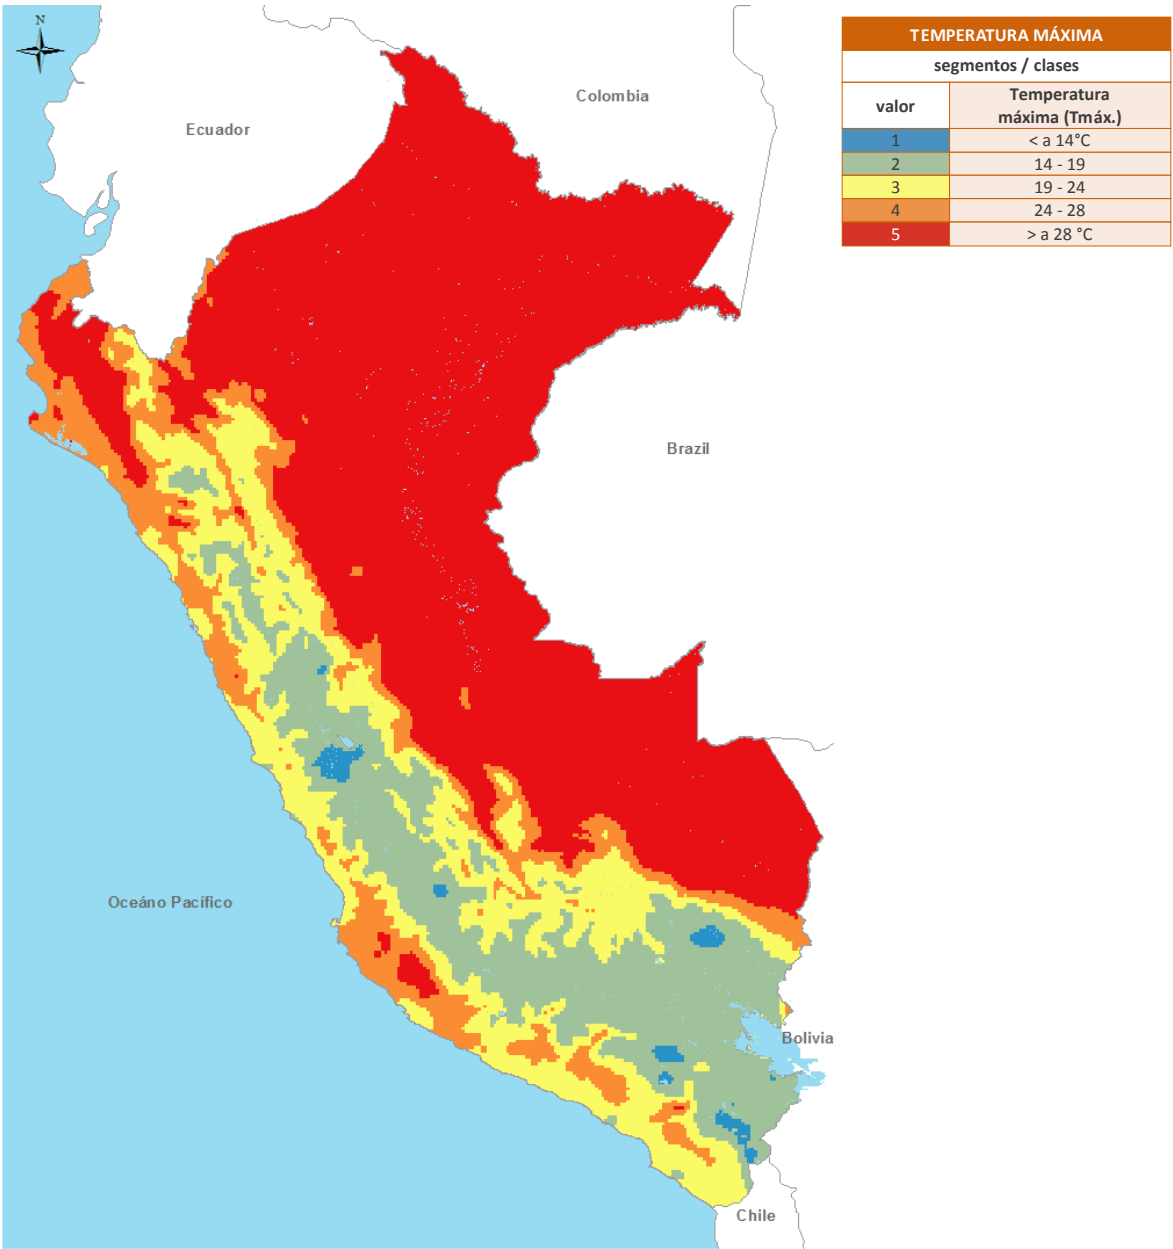 N
Colombia
Ecuador
Brazil
Oceáno Pacífico
Bolivia
Chile
TEMPERATURA MÁXIMA
segmentos / clases
valor Temperatura máxima (Tmáx.)
1 < a 14°C
2 14 - 19
3 19 - 24
4 24 - 28
5 > a 28 °C